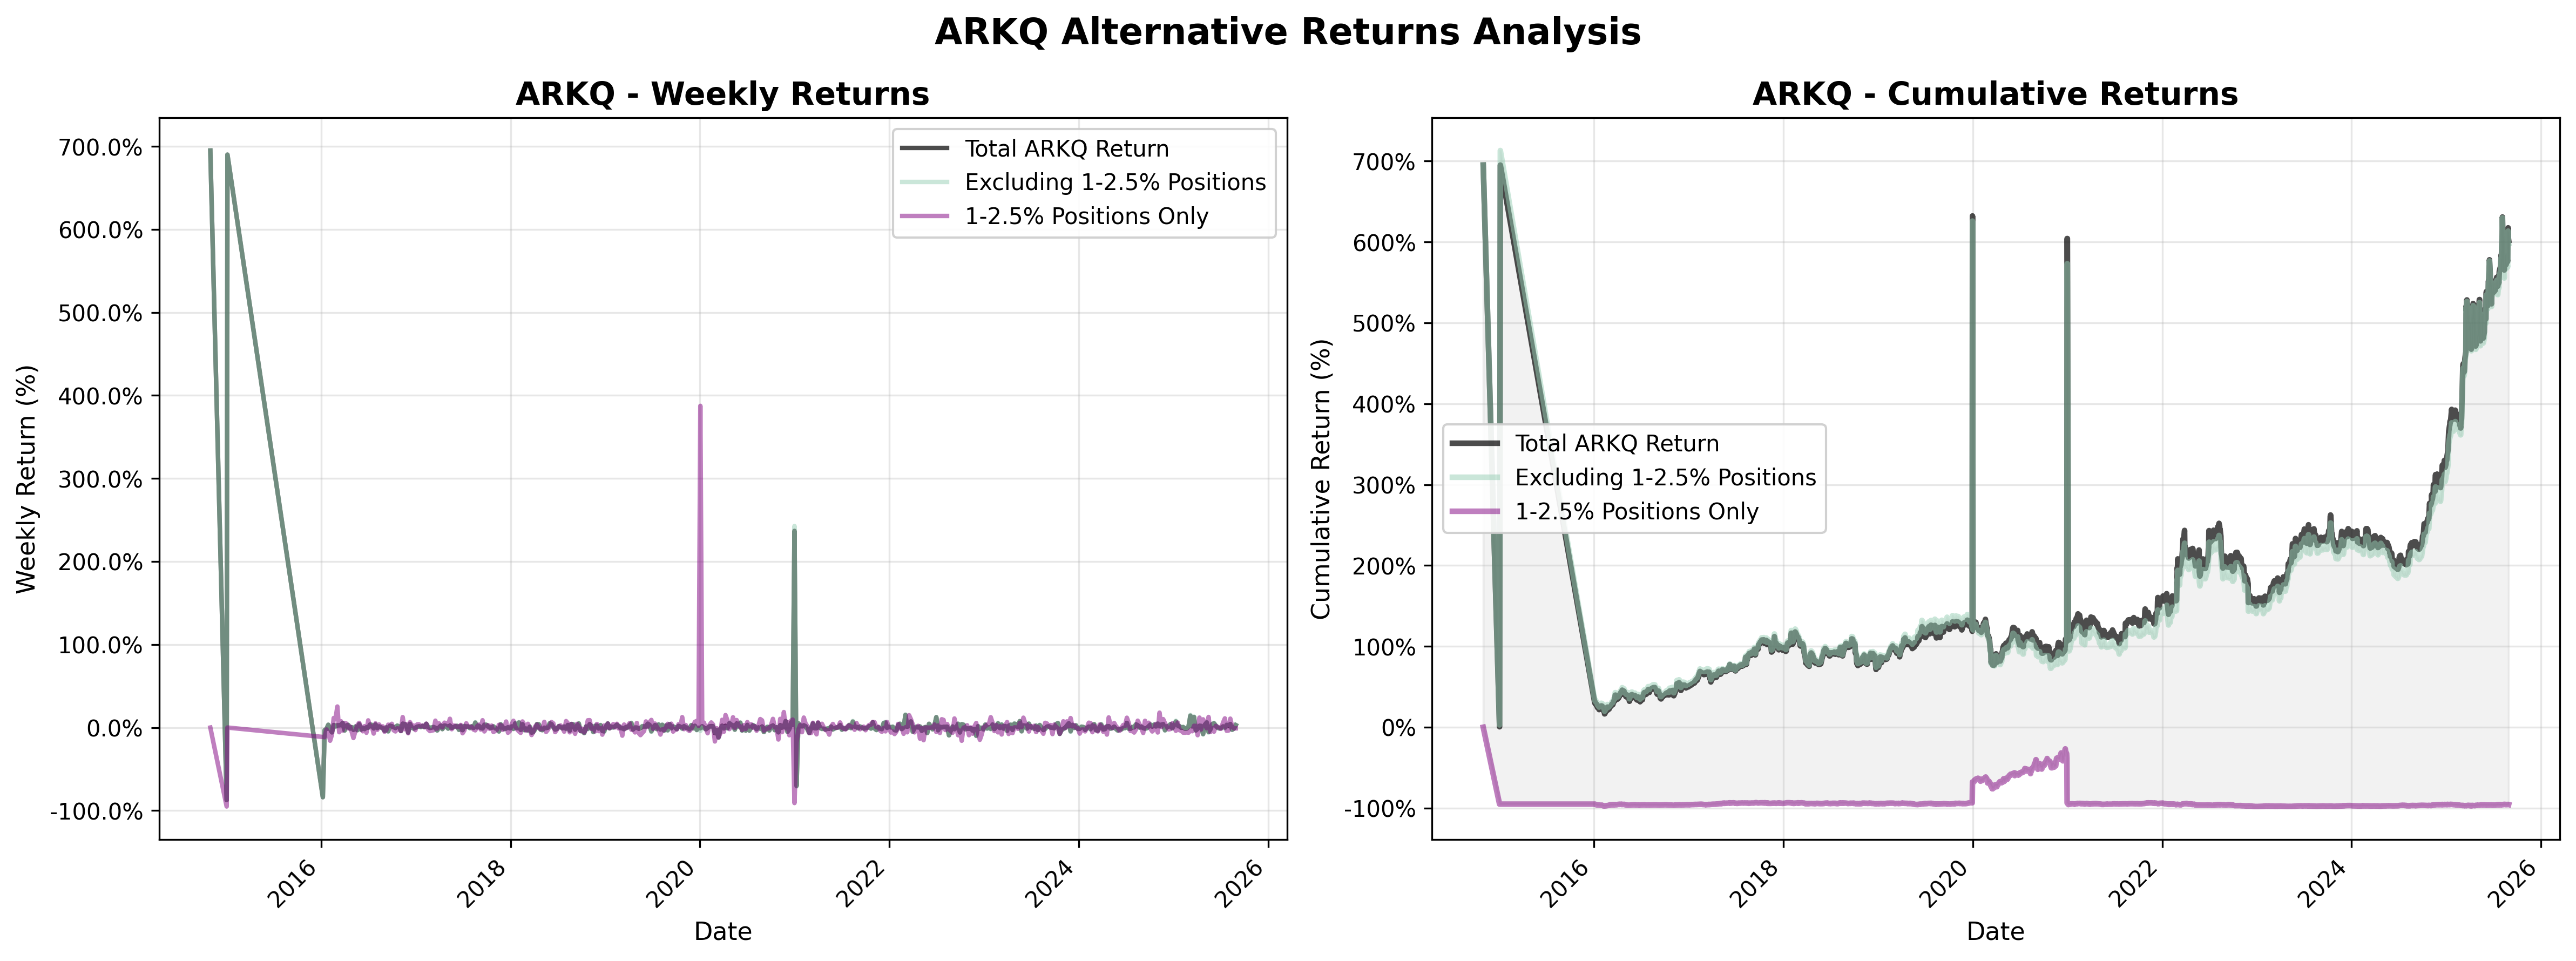 ARKQ Alternative Returns Analysis
ARKQ - Weekly Returns
Weekly Return (%)
700.0%
600.0%
500.0%
400.0%
300.0%
200.0%
100.0%
0.0%
-100.0%
Total ARKQ Return
Excluding 1-2.5% Positions
1-2.5% Positions Only
2016
2018
2020
2022
2024
2026
Date
ARKQ - Cumulative Returns
Cumulative Return (%)
700%
600%
500%
400%
300%
200%
100%
0%
-100%
Total ARKQ Return
Excluding 1-2.5% Positions
1-2.5% Positions Only
2016
2018
2020
2022
2024
2026
Date